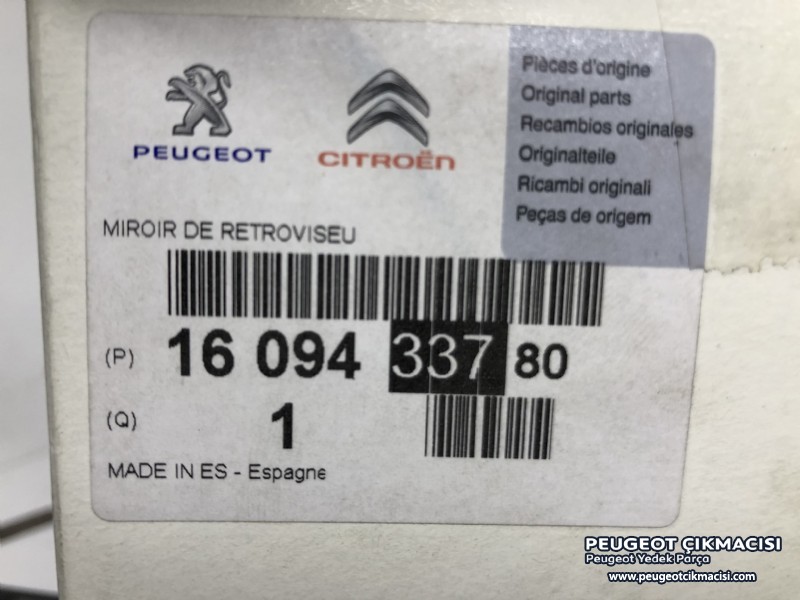 PEUGEOT
CITROËN
Pièces d'origine
Original parts
Recambios originales
Originalteile
Ricambi originali
Peças de origem
MIROIR DE RETROVISEU
(P) 16 094 337 80
(Q) 1
MADE IN ES - Espagne
PEUGEOT ÇIKMACISI
Peugeot Yedek Parça
www.peugeotcikmacisi.com